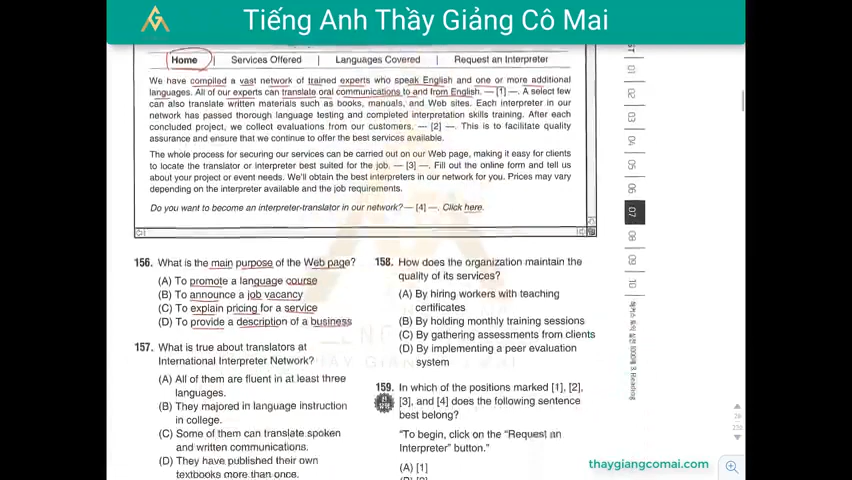 Tiếng Anh Thầy Giảng Cô Mai
Home | Services Offered | Languages Covered | Request an Interpreter
We have compiled a vast network of trained experts who speak English and one or more additional
languages. All of our experts can translate oral communications to and from English. — [1] —. A select few
can also translate written materials such as books, manuals, and Web sites. Each interpreter in our
network has passed thorough language testing and completed interpretation skills training. After each
concluded project, we collect evaluations from our customers. — [2] —. This is to facilitate quality
assurance and ensure that we continue to offer the best services available.
The whole process for securing our services can be carried out on our Web page, making it easy for clients
to locate the translator or interpreter best suited for the job. — [3] —. Fill out the online form and tell us
about your project or event needs. We'll obtain the best interpreters in our network for you. Prices may vary
depending on the interpreter available and the job requirements.
Do you want to become an interpreter-translator in our network? — [4] —. Click here.
156. What is the main purpose of the Web page?
(A) To promote a language course
(B) To announce a job vacancy
(C) To explain pricing for a service
(D) To provide a description of a business
157. What is true about translators at
International Interpreter Network?
(A) All of them are fluent in at least three
languages.
(B) They majored in language instruction
in college.
(C) Some of them can translate spoken
and written communications.
(D) They have published their own
textbooks more than once.
158. How does the organization maintain the
quality of its services?
(A) By hiring workers with teaching
certificates
(B) By holding monthly training sessions
(C) By gathering assessments from clients
(D) By implementing a peer evaluation
system
159. In which of the positions marked [1], [2],
[3], and [4] does the following sentence
best belong?
"To begin, click on the "Request an
Interpreter" button."
(A) [1]
01
02
03
04
05
06
07
08
09
10
thaygiangcomai.com